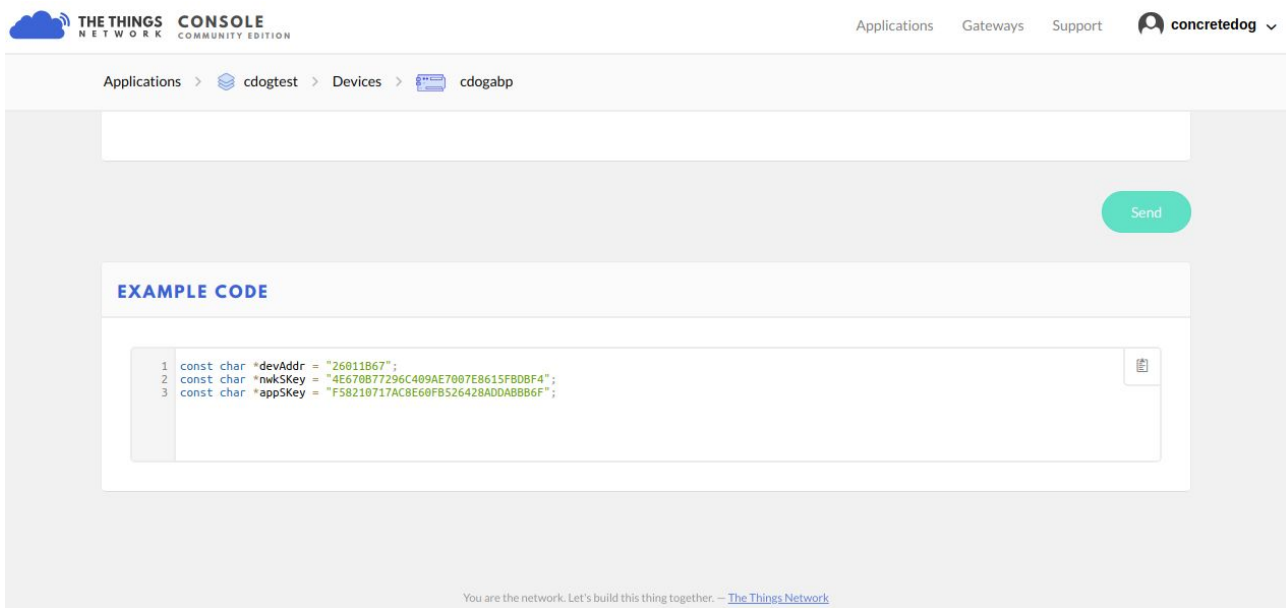 THE THINGS NETWORK CONSOLE COMMUNITY EDITION
Applications Gateways Support concretedog
Applications > cdogtest > Devices > cdogabp
Send
EXAMPLE CODE
1 const char *devAddr = "26011B67";
2 const char *nwkSKey = "4E670B77296C409AE7007E8615FBDBF4";
3 const char *appSKey = "F58210717AC8E60FB526428ADDABBB6F";
You are the network. Let's build this thing together. — The Things Network